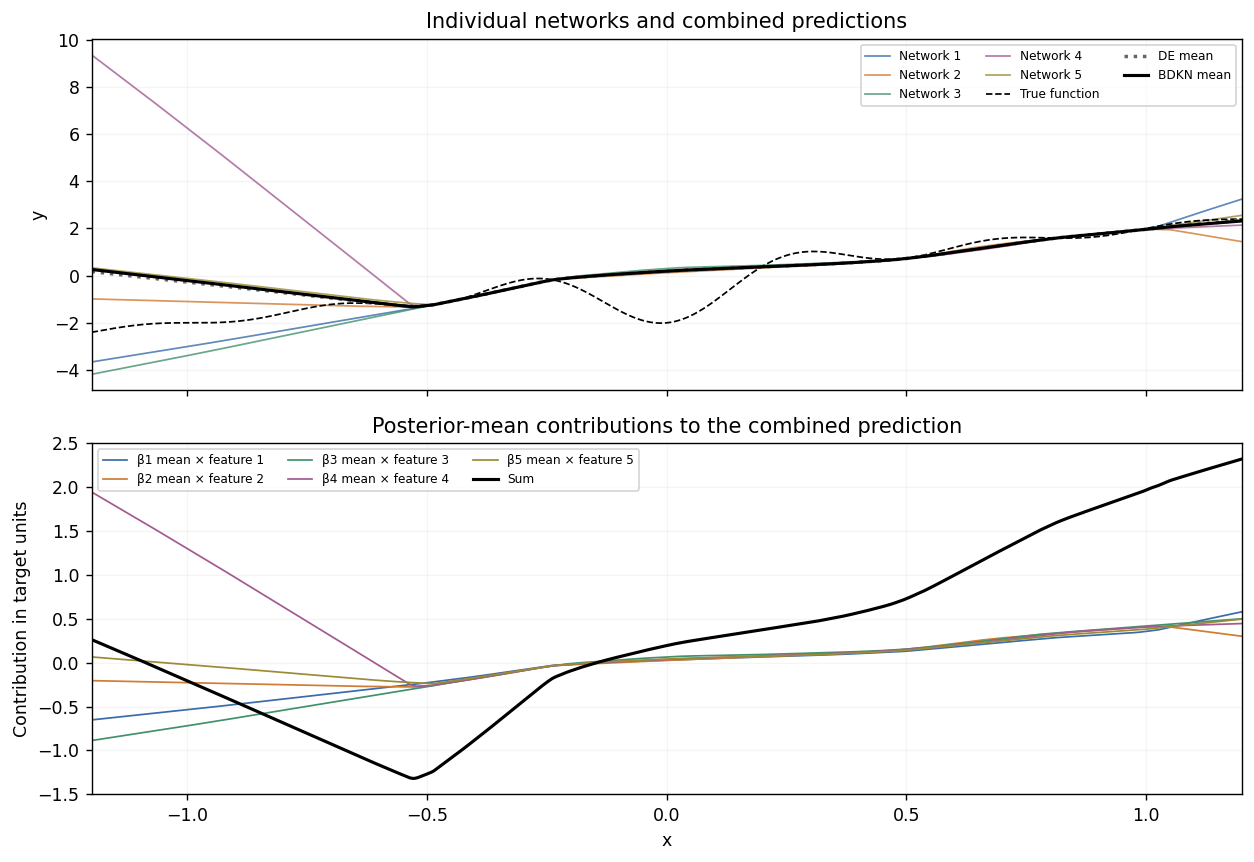 Individual networks and combined predictions
10
8
6
4
2
0
−2
−4
y
Network 1
Network 2
Network 3
Network 4
Network 5
True function
DE mean
BDKN mean
Posterior-mean contributions to the combined prediction
2.5
2.0
1.5
1.0
0.5
0.0
−0.5
−1.0
−1.5
Contribution in target units
β1 mean × feature 1
β2 mean × feature 2
β3 mean × feature 3
β4 mean × feature 4
β5 mean × feature 5
Sum
−1.0 −0.5 0.0 0.5 1.0
x